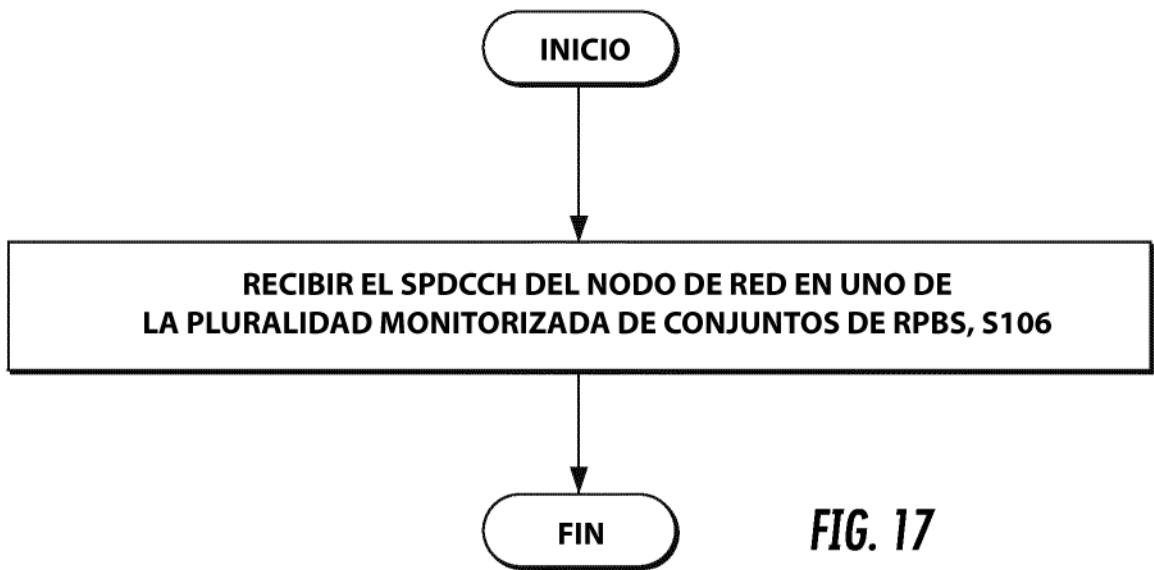 INICIO
RECIBIR EL SPDCCH DEL NODO DE RED EN UNO DE
LA PLURALIDAD MONITORIZADA DE CONJUNTOS DE RPBS, S106
FIN
FIG. 17